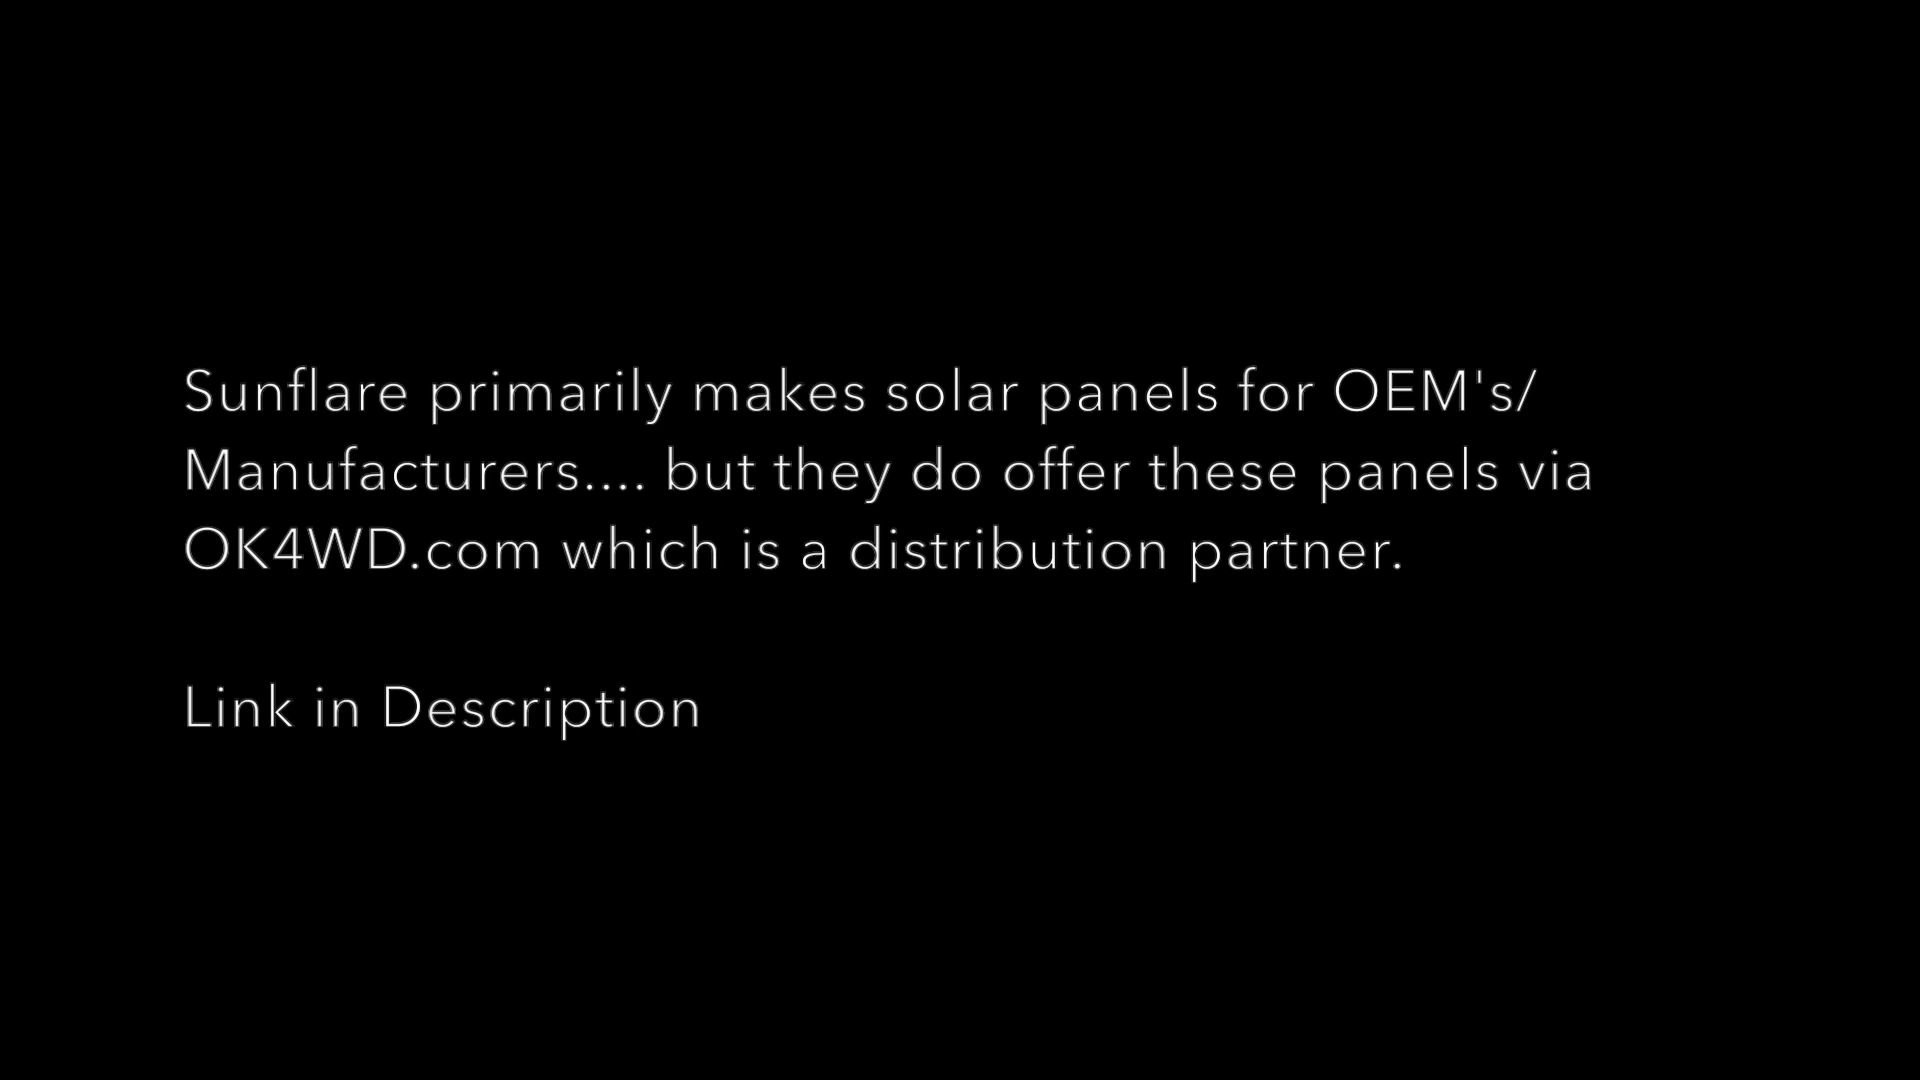 Sunflare primarily makes solar panels for OEM's/
Manufacturers.... but they do offer these panels via
OK4WD.com which is a distribution partner.
Link in Description